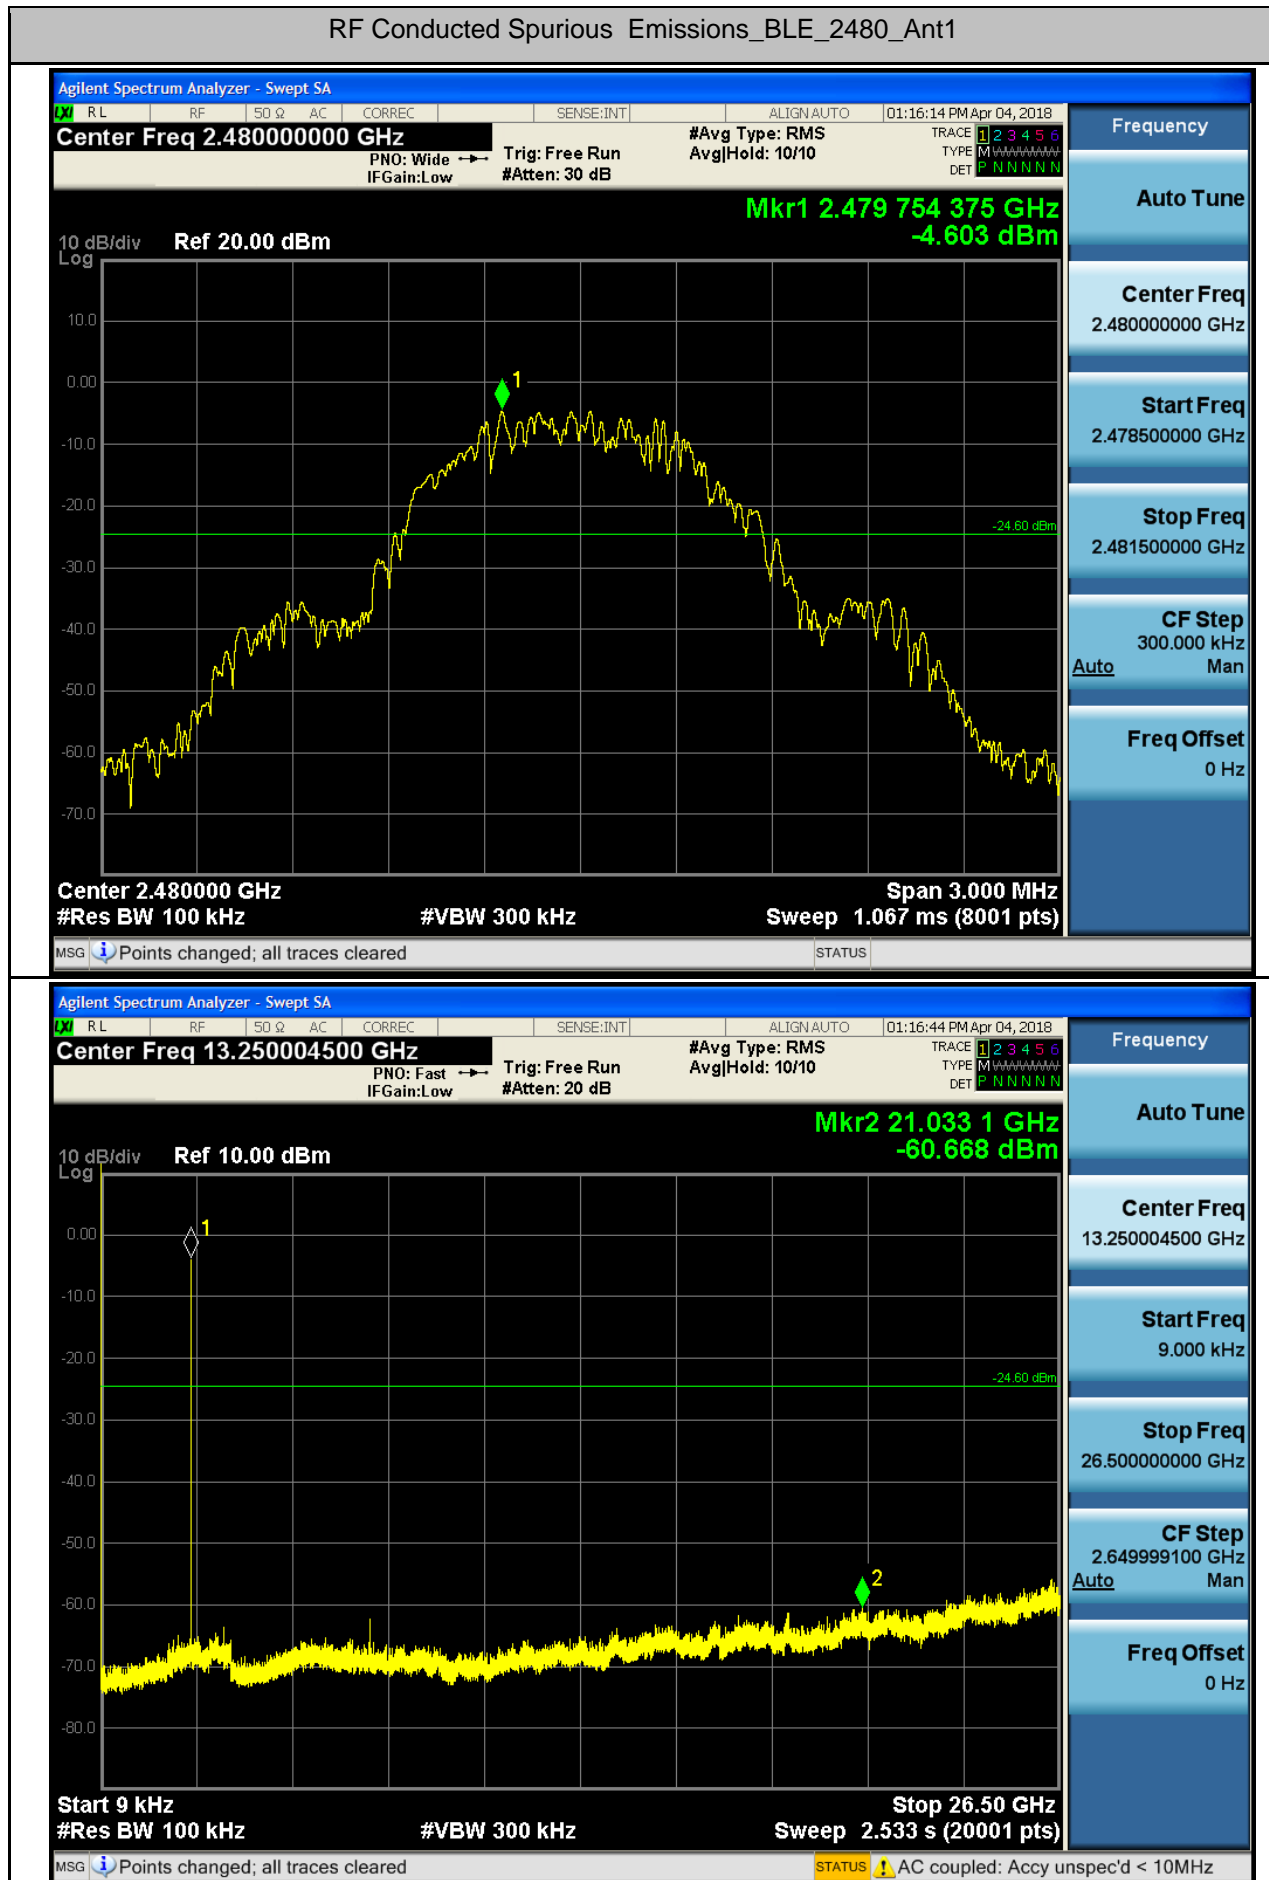 RF Conducted Spurious Emissions_BLE_2480_Ant1
Agilent Spectrum Analyzer - Swept SA
LXI RL RF 50 Ω AC CORREC SENSE:INT ALIGN AUTO 01:16:14 PM Apr 04, 2018
Center Freq 2.480000000 GHz
PNO: Wide
IFGain:Low
Trig: Free Run
#Atten: 30 dB
#Avg Type: RMS
Avg|Hold: 10/10
TRACE 1 2 3 4 5 6
TYPE M
DET P N N N N N
Mkr1 2.479 754 375 GHz
-4.603 dBm
10 dB/div Ref 20.00 dBm
Log
10.0
0.00
-10.0
-20.0
-30.0
-40.0
-50.0
-60.0
-70.0
1
-24.60 dBm
Center 2.480000 GHz Span 3.000 MHz
#Res BW 100 kHz #VBW 300 kHz Sweep 1.067 ms (8001 pts)
MSG Points changed; all traces cleared STATUS
Frequency
Auto Tune
Center Freq
2.480000000 GHz
Start Freq
2.478500000 GHz
Stop Freq
2.481500000 GHz
CF Step
300.000 kHz
Auto Man
Freq Offset
0 Hz
Agilent Spectrum Analyzer - Swept SA
LXI RL RF 50 Ω AC CORREC SENSE:INT ALIGN AUTO 01:16:44 PM Apr 04, 2018
Center Freq 13.250004500 GHz
PNO: Fast
IFGain:Low
Trig: Free Run
#Atten: 20 dB
#Avg Type: RMS
Avg|Hold: 10/10
TRACE 1 2 3 4 5 6
TYPE M
DET P N N N N N
Mkr2 21.033 1 GHz
-60.668 dBm
10 dB/div Ref 10.00 dBm
Log
0.00
-10.0
-20.0
-30.0
-40.0
-50.0
-60.0
-70.0
-80.0
1
-24.60 dBm
2
Start 9 kHz Stop 26.50 GHz
#Res BW 100 kHz #VBW 300 kHz Sweep 2.533 s (20001 pts)
MSG Points changed; all traces cleared STATUS AC coupled: Accy unspec'd < 10MHz
Frequency
Auto Tune
Center Freq
13.250004500 GHz
Start Freq
9.000 kHz
Stop Freq
26.500000000 GHz
CF Step
2.649999100 GHz
Auto Man
Freq Offset
0 Hz